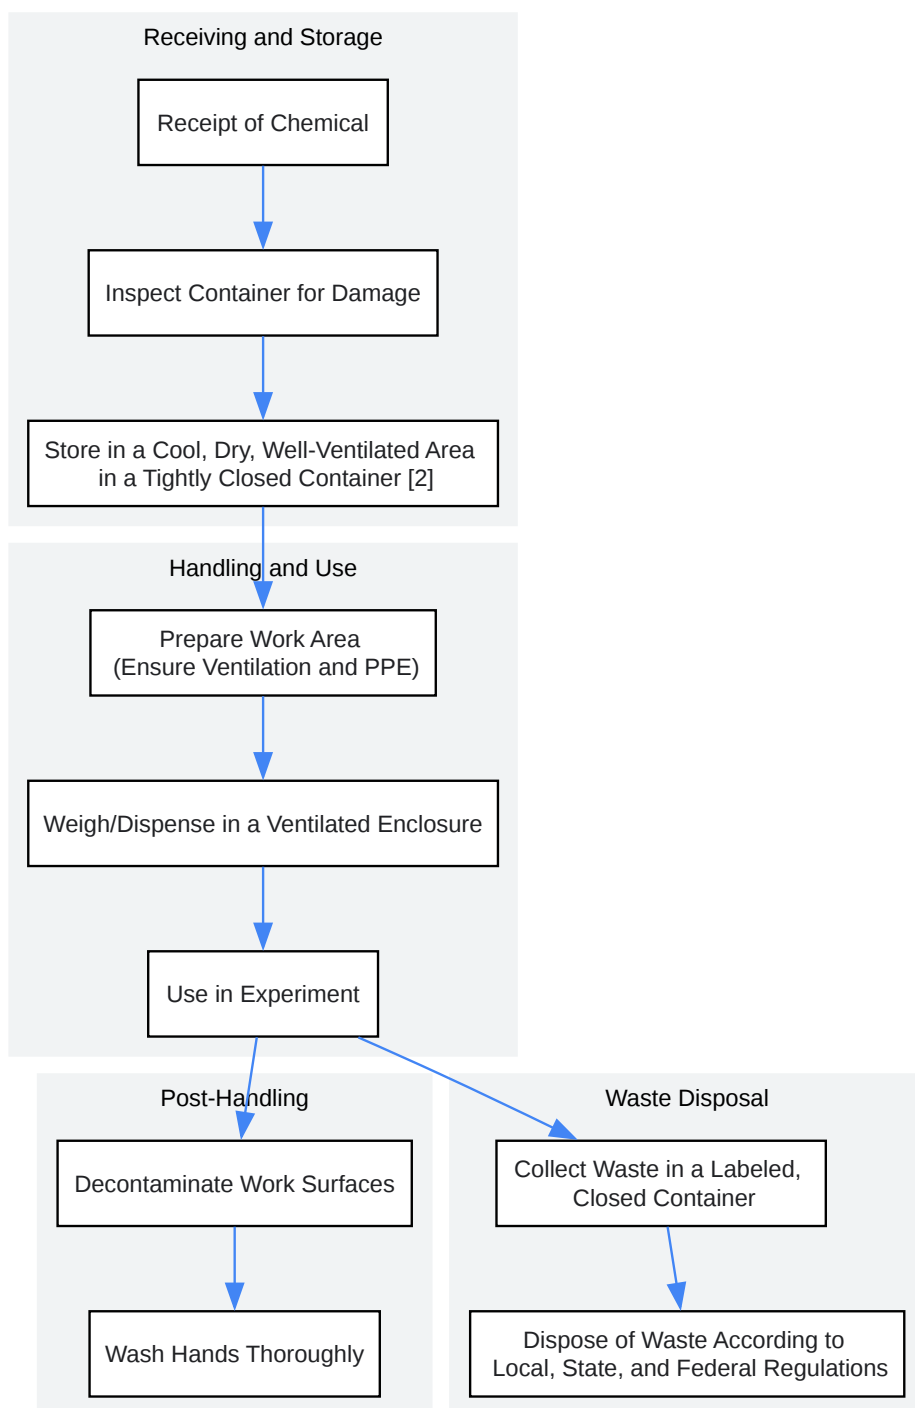 Receiving and Storage
Receipt of Chemical
Inspect Container for Damage
Store in a Cool, Dry, Well-Ventilated Area
in a Tightly Closed Container [2]
Handling and Use
Prepare Work Area
(Ensure Ventilation and PPE)
Weigh/Dispense in a Ventilated Enclosure
Use in Experiment
Post-Handling
Decontaminate Work Surfaces
Wash Hands Thoroughly
Waste Disposal
Collect Waste in a Labeled,
Closed Container
Dispose of Waste According to
Local, State, and Federal Regulations